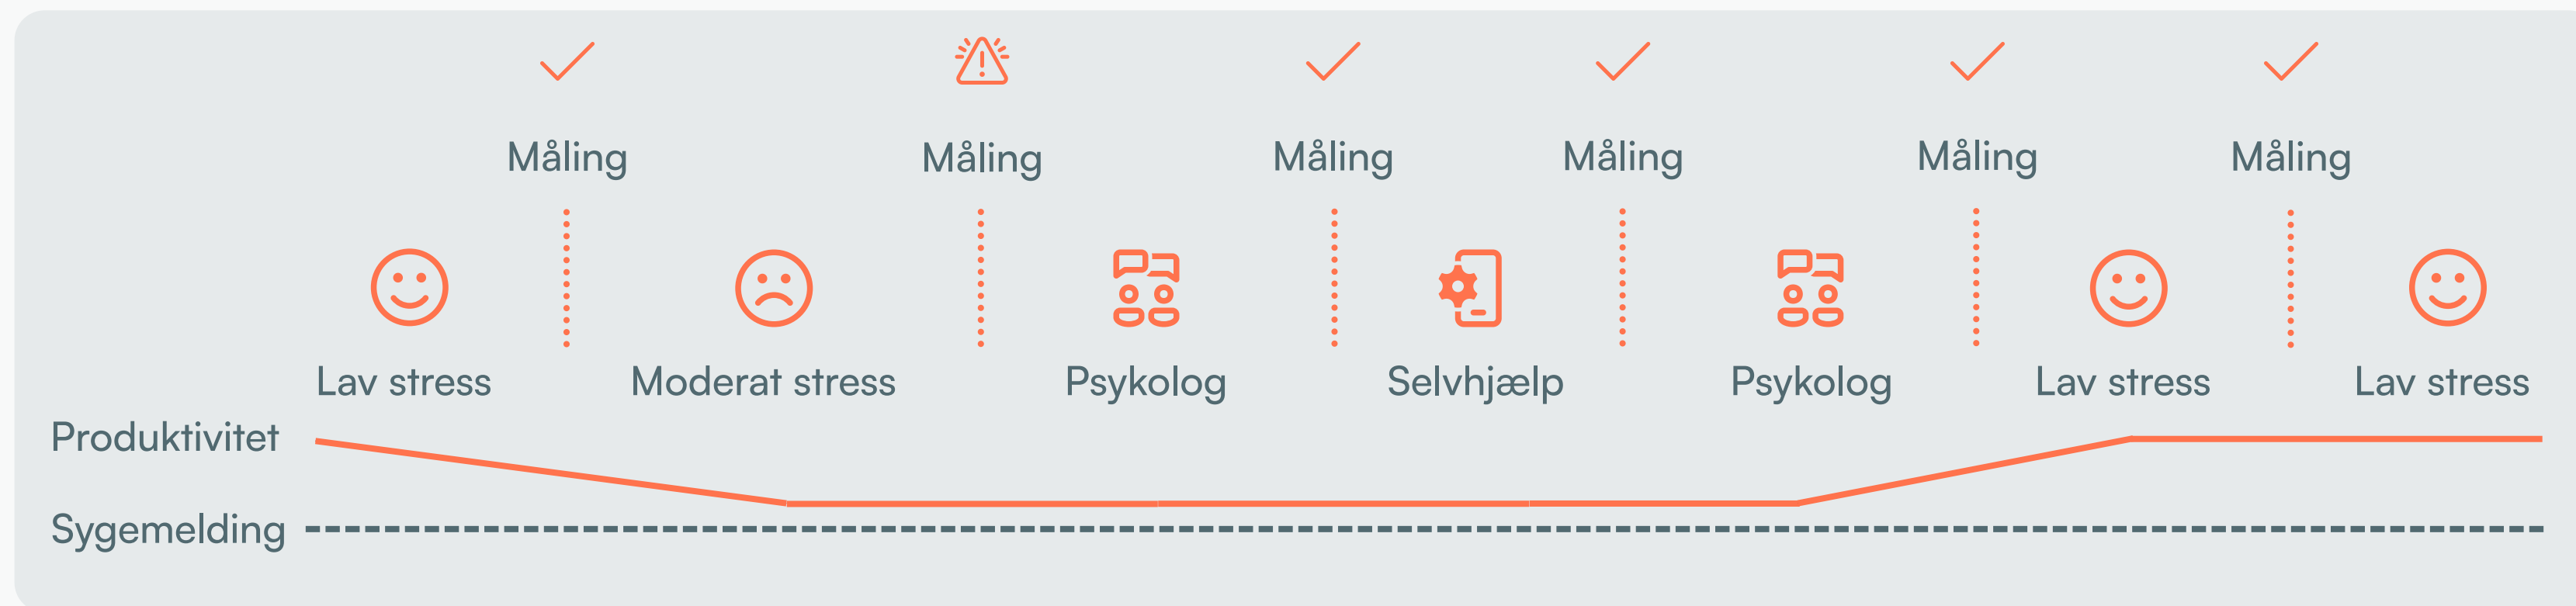 Måling Måling Måling Måling Måling Måling
Lav stress Moderat stress Psykolog Selvhjælp Psykolog Lav stress Lav stress
Produktivitet
Sygemelding